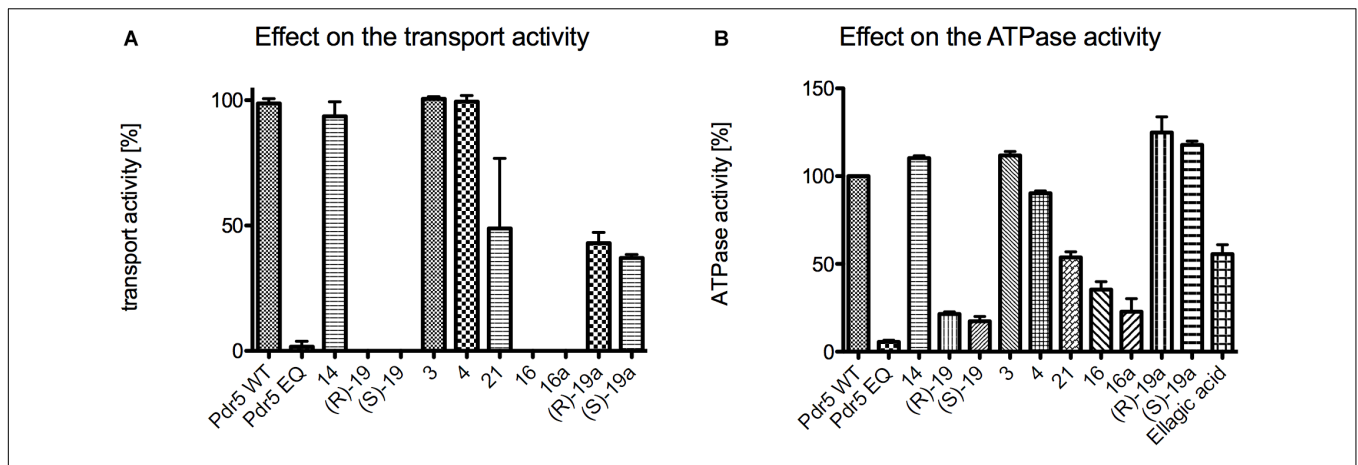 A
Effect on the transport activity
transport activity [%]
100
50
0
Pdr5 WT
Pdr5 EQ
14
(R)-19
(S)-19
3
4
21
16
16a
(R)-19a
(S)-19a
B
Effect on the ATPase activity
ATPase activity [%]
150
100
50
0
Pdr5 WT
Pdr5 EQ
14
(R)-19
(S)-19
3
4
21
16
16a
(R)-19a
(S)-19a
Ellagic acid